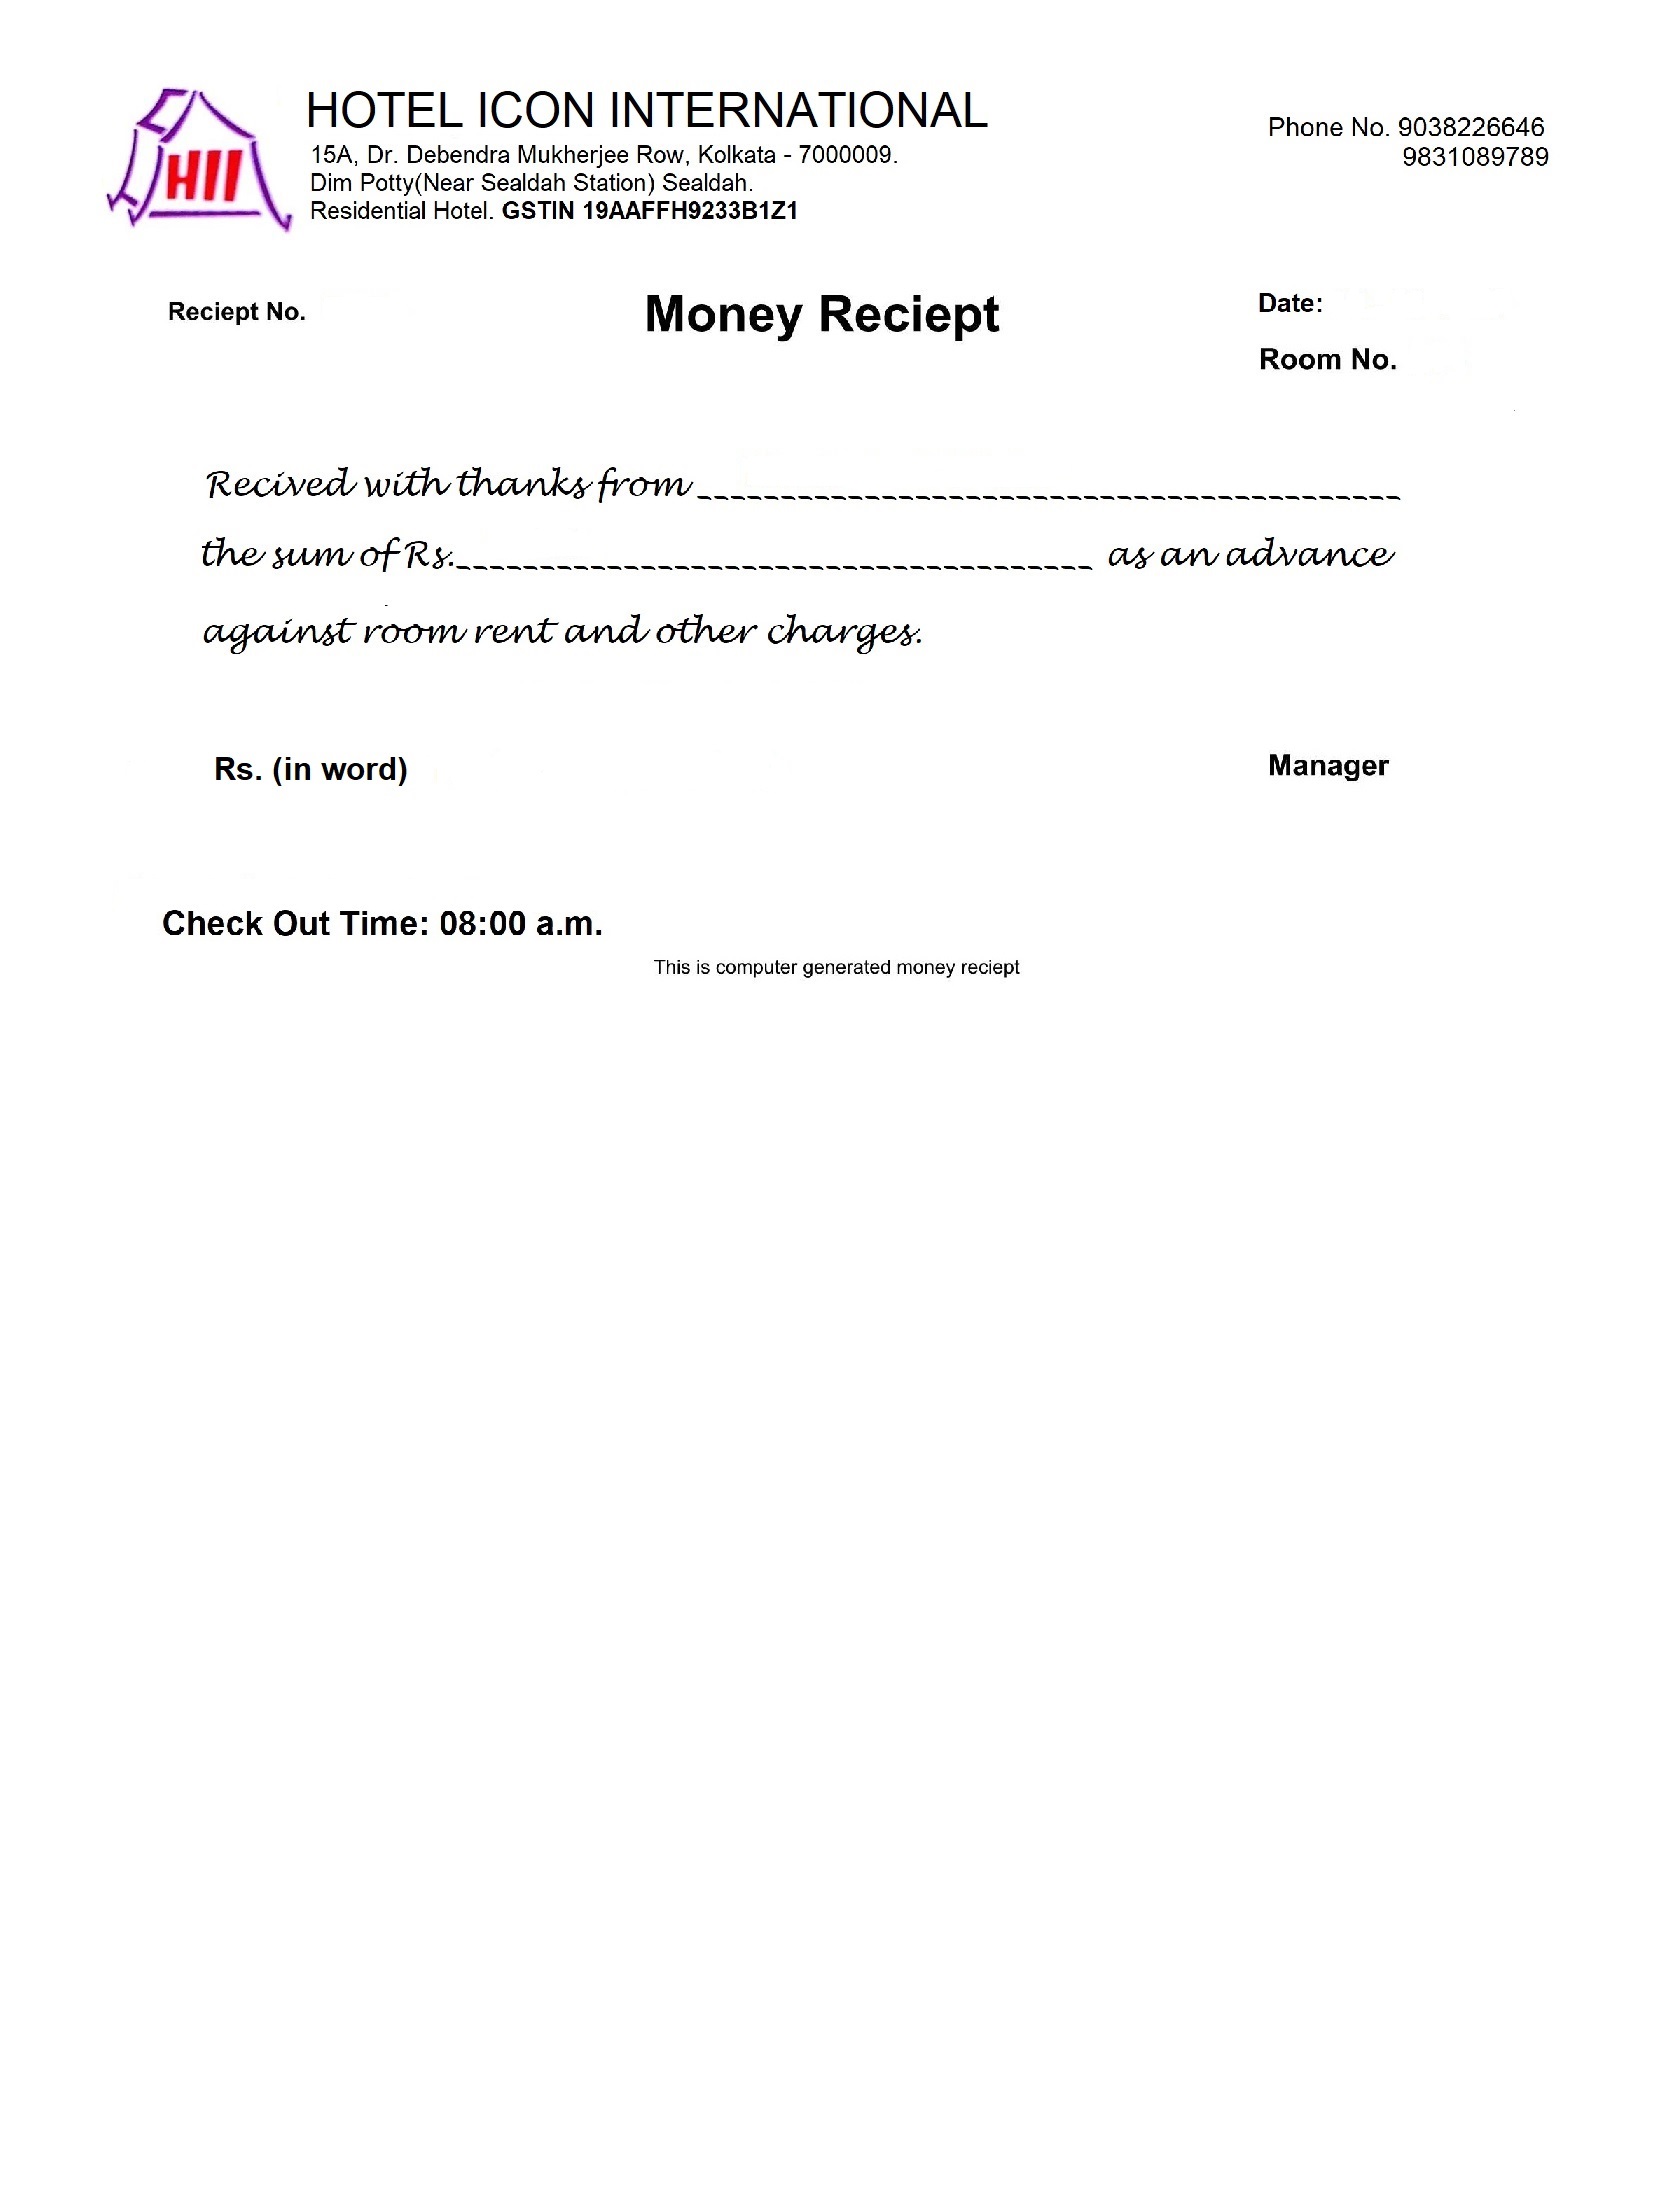 HII
HOTEL ICON INTERNATIONAL
15A, Dr. Debendra Mukherjee Row, Kolkata - 7000009.
Dim Potty(Near Sealdah Station) Sealdah.
Residential Hotel. GSTIN 19AAFFH9233B1Z1
Phone No. 9038226646
9831089789
Reciept No.
Money Reciept
Date:
Room No.
Recived with thanks from ________________________________________
the sum of Rs.______________________________________ as an advance
against room rent and other charges.
Rs. (in word)
Manager
Check Out Time: 08:00 a.m.
This is computer generated money reciept